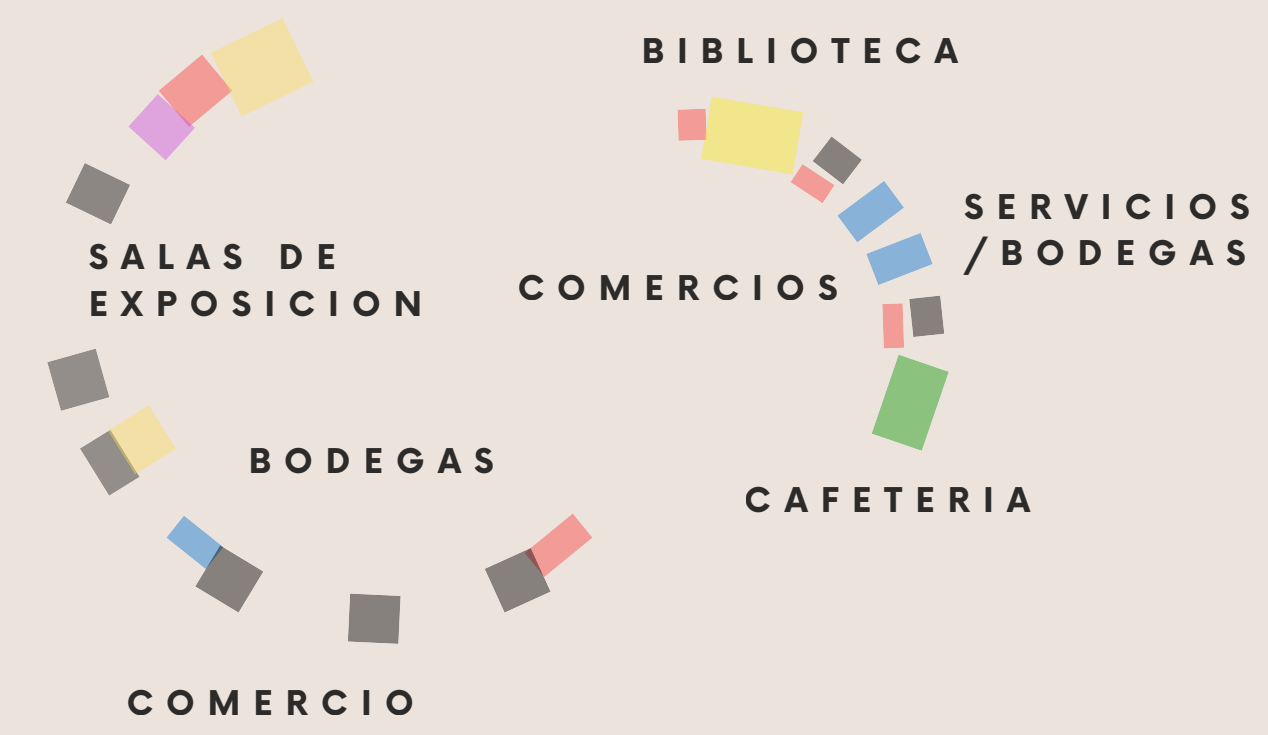 BIBLIOTECA
SERVICIOS
/BODEGAS
SALAS DE
EXPOSICION
COMERCIOS
BODEGAS
CAFETERIA
COMERCIO